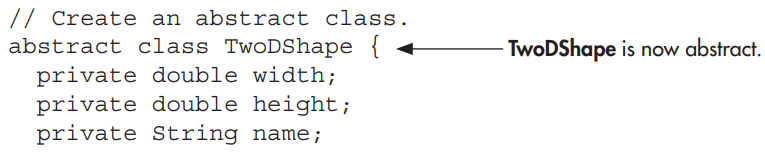 // Create an abstract class.
abstract class TwoDShape { TwoDShape is now abstract.
private double width;
private double height;
private String name;